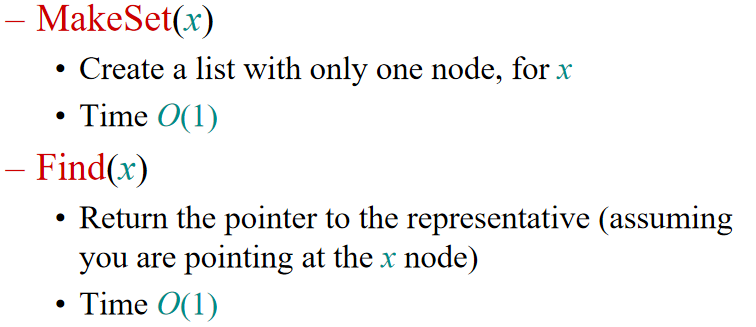 – MakeSet(x)
• Create a list with only one node, for x
• Time O(1)
– Find(x)
• Return the pointer to the representative (assuming
you are pointing at the x node)
• Time O(1)